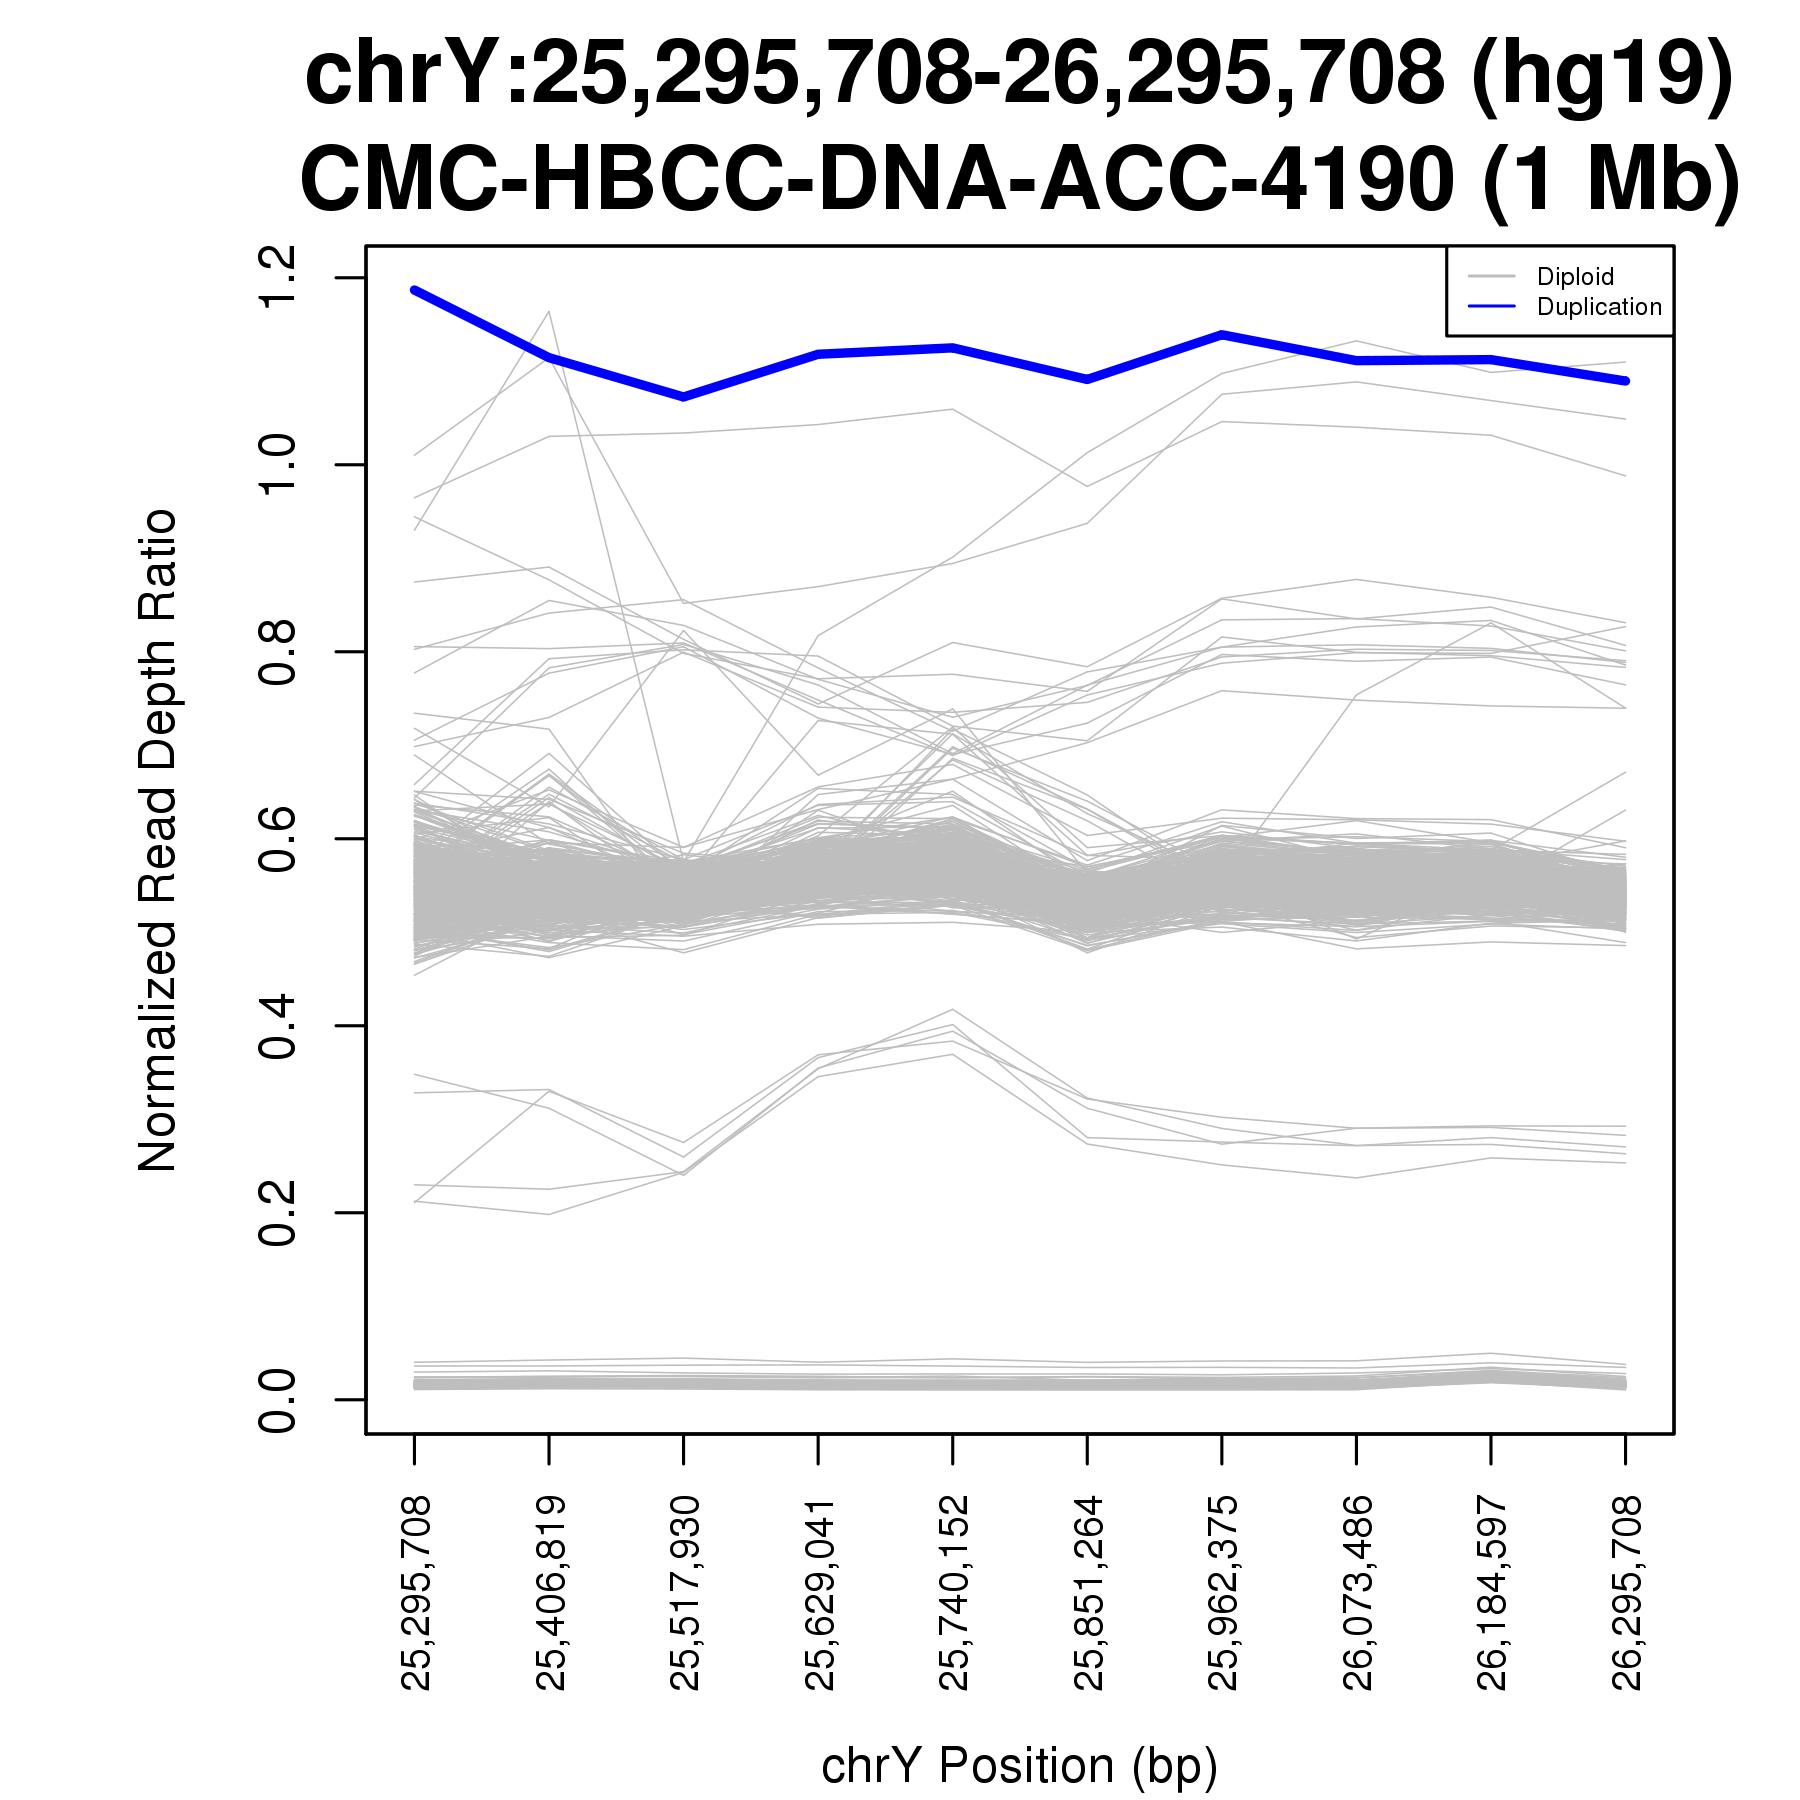 chrY:25,295,708-26,295,708 (hg19)
CMC-HBCC-DNA-ACC-4190 (1 Mb)
Diploid
Duplication
Normalized Read Depth Ratio
1.2
1.0
0.8
0.6
0.4
0.2
0.0
25,295,708
25,406,819
25,517,930
25,629,041
25,740,152
25,851,264
25,962,375
26,073,486
26,184,597
26,295,708
chrY Position (bp)